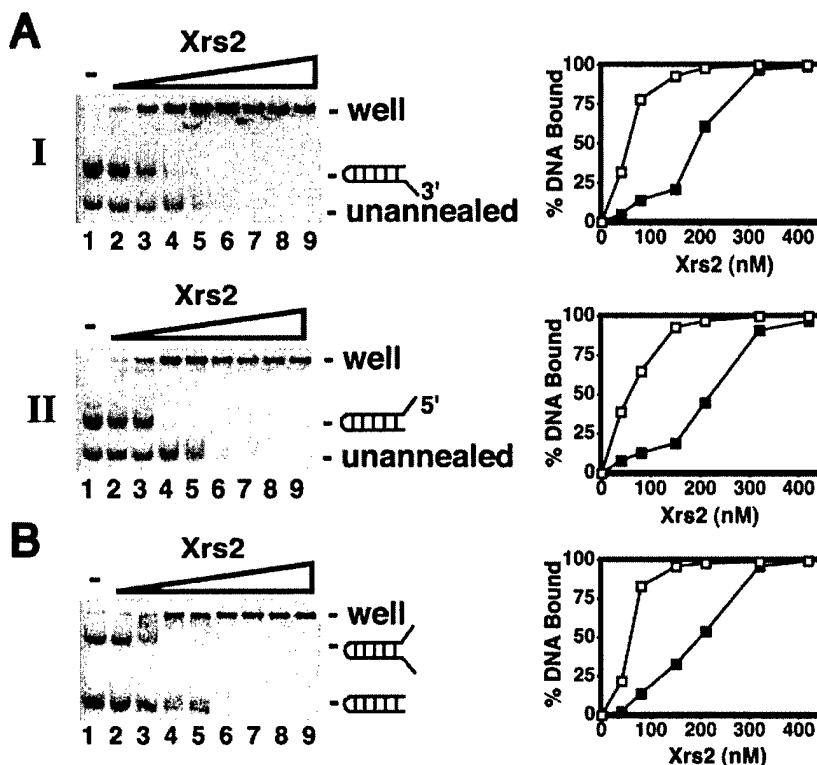 A
Xrs2
-
I
- well
- 3'
- unannealed
1 2 3 4 5 6 7 8 9
100
75
50
25
0
% DNA Bound
0 100 200 300 400
Xrs2 (nM)
Xrs2
-
II
- well
- 5'
- unannealed
1 2 3 4 5 6 7 8 9
100
75
50
25
0
% DNA Bound
0 100 200 300 400
Xrs2 (nM)
B
Xrs2
-
- well
-
-
1 2 3 4 5 6 7 8 9
100
75
50
25
0
% DNA Bound
0 100 200 300 400
Xrs2 (nM)